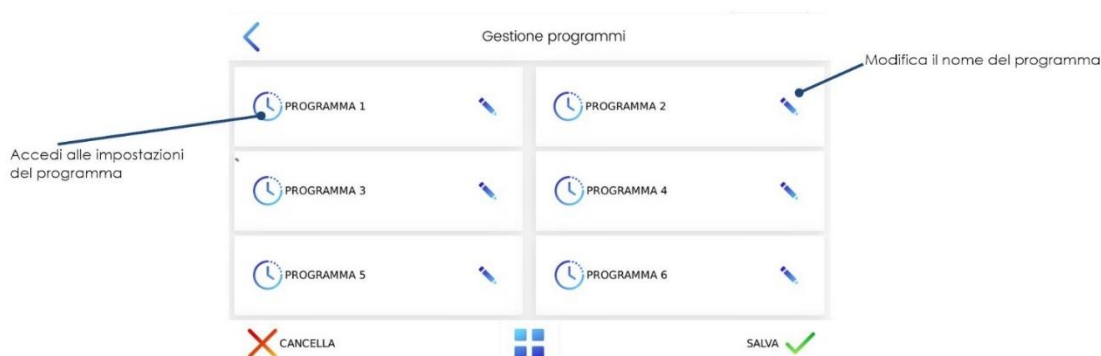 Gestione programmi
Modifica il nome del programma
PROGRAMMA 1
PROGRAMMA 2
Accedi alle impostazioni
del programma
PROGRAMMA 3
PROGRAMMA 4
PROGRAMMA 5
PROGRAMMA 6
CANCELLA
SALVA